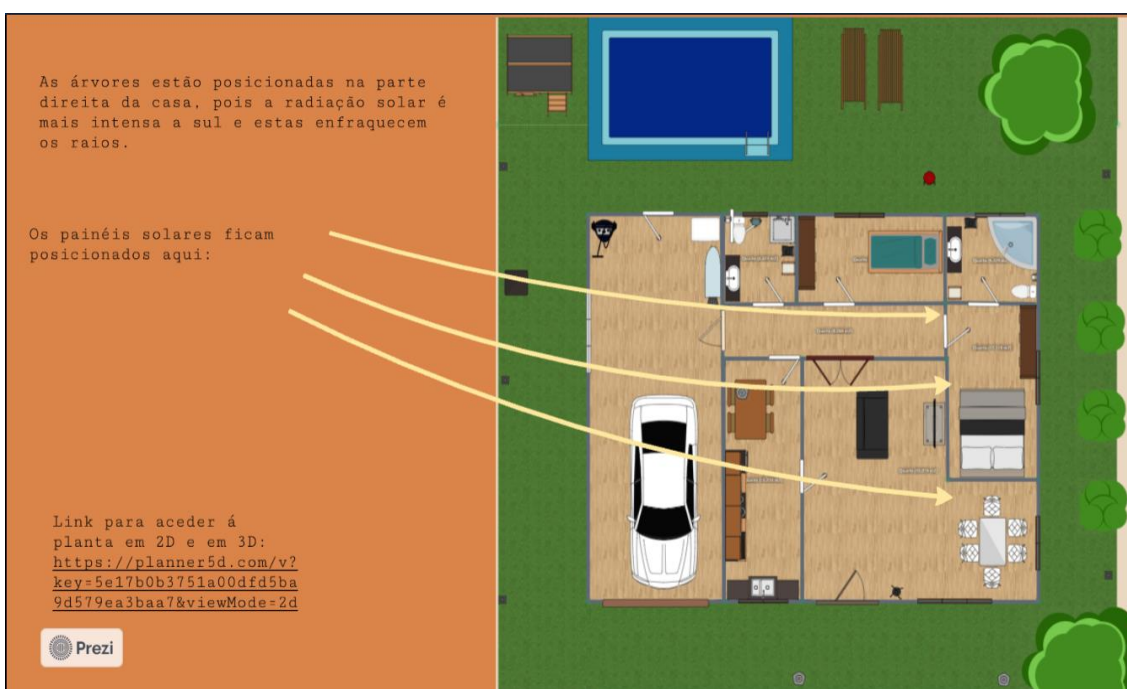 As árvores estão posicionadas na parte
direita da casa, pois a radiação solar é
mais intensa a sul e estas enfraquecem
os raios.
Os painéis solares ficam
posicionados aqui:
Link para aceder á
planta em 2D e em 3D:
https://planner5d.com/v?
key=5e17b0b3751a00dfd5ba
9d579ea3baa7&viewMode=2d
Prezi